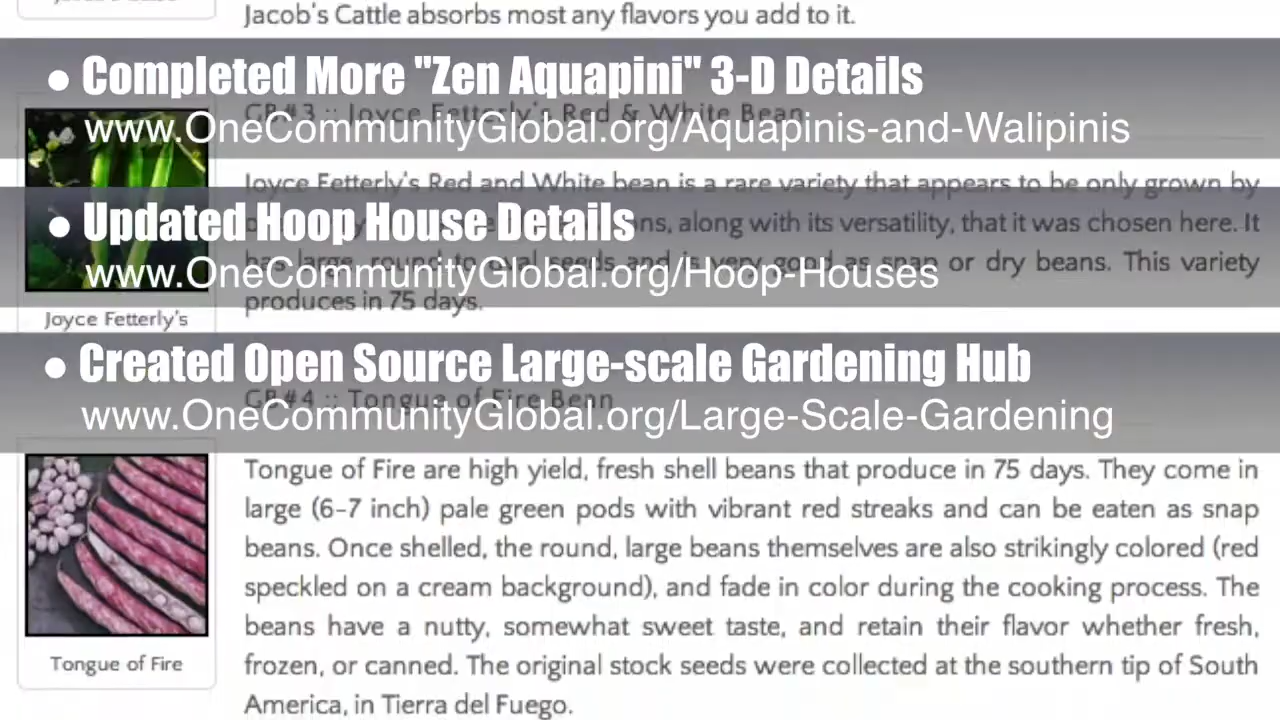 Jacob's Cattle absorbs most any flavors you add to it.
● Completed More "Zen Aquapini" 3-D Details
GB#3 :: Joyce Fetterly's Red & White Bean
www.OneCommunityGlobal.org/Aquapinis-and-Walipinis
Joyce Fetterly's Red and White bean is a rare variety that appears to be only grown by
● Updated Hoop House Details
along with its versatility, that it was chosen here. It
has large, round to oval seeds and is very good as snap or dry beans. This variety
www.OneCommunityGlobal.org/Hoop-Houses
produces in 75 days.
Joyce Fetterly's
● Created Open Source Large-scale Gardening Hub
GB#4 :: Tongue of Fire Bean
www.OneCommunityGlobal.org/Large-Scale-Gardening
Tongue of Fire are high yield, fresh shell beans that produce in 75 days. They come in
large (6-7 inch) pale green pods with vibrant red streaks and can be eaten as snap
beans. Once shelled, the round, large beans themselves are also strikingly colored (red
speckled on a cream background), and fade in color during the cooking process. The
beans have a nutty, somewhat sweet taste, and retain their flavor whether fresh,
frozen, or canned. The original stock seeds were collected at the southern tip of South
America, in Tierra del Fuego.
Tongue of Fire